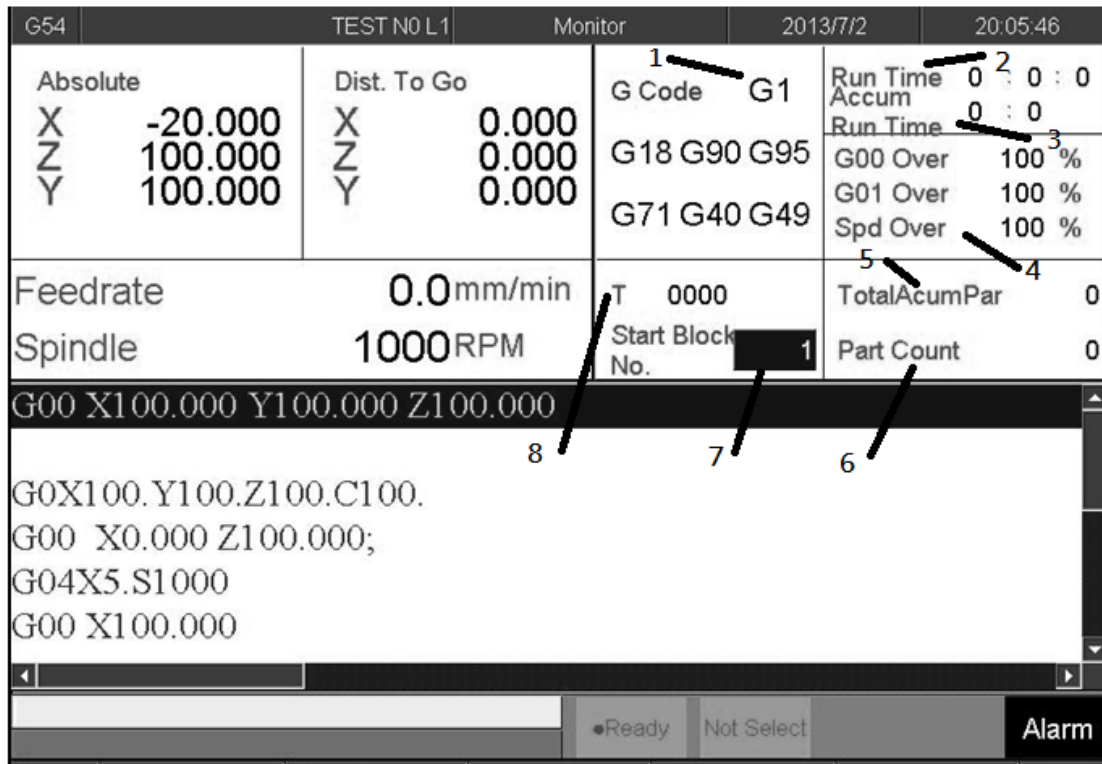 G54 TEST N0 L1 Monitor 2013/7/2 20:05:46
Absolute
X -20.000
Z 100.000
Y 100.000
Dist. To Go
X 0.000
Z 0.000
Y 0.000
1
G Code G1
G18 G90 G95
G71 G40 G49
2
Run Time 0 : 0 : 0
Accum
Run Time 0 : 0
3
G00 Over 100 %
G01 Over 100 %
Spd Over 100 %
4
Feedrate 0.0 mm/min
Spindle 1000 RPM
T 0000
Start Block
No. 1
5
TotalAcumPar 0
Part Count 0
G00 X100.000 Y100.000 Z100.000
8
7
6
G0X100.Y100.Z100.C100.
G00 X0.000 Z100.000;
G04X5.S1000
G00 X100.000
●Ready Not Select Alarm